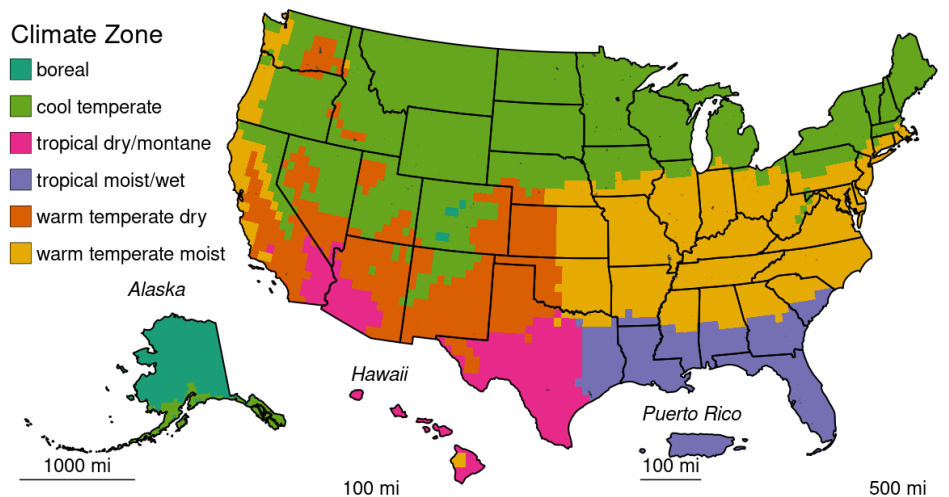 Climate Zone
boreal
cool temperate
tropical dry/montane
tropical moist/wet
warm temperate dry
warm temperate moist
Alaska
Hawaii
Puerto Rico
1000 mi
100 mi
100 mi
500 mi